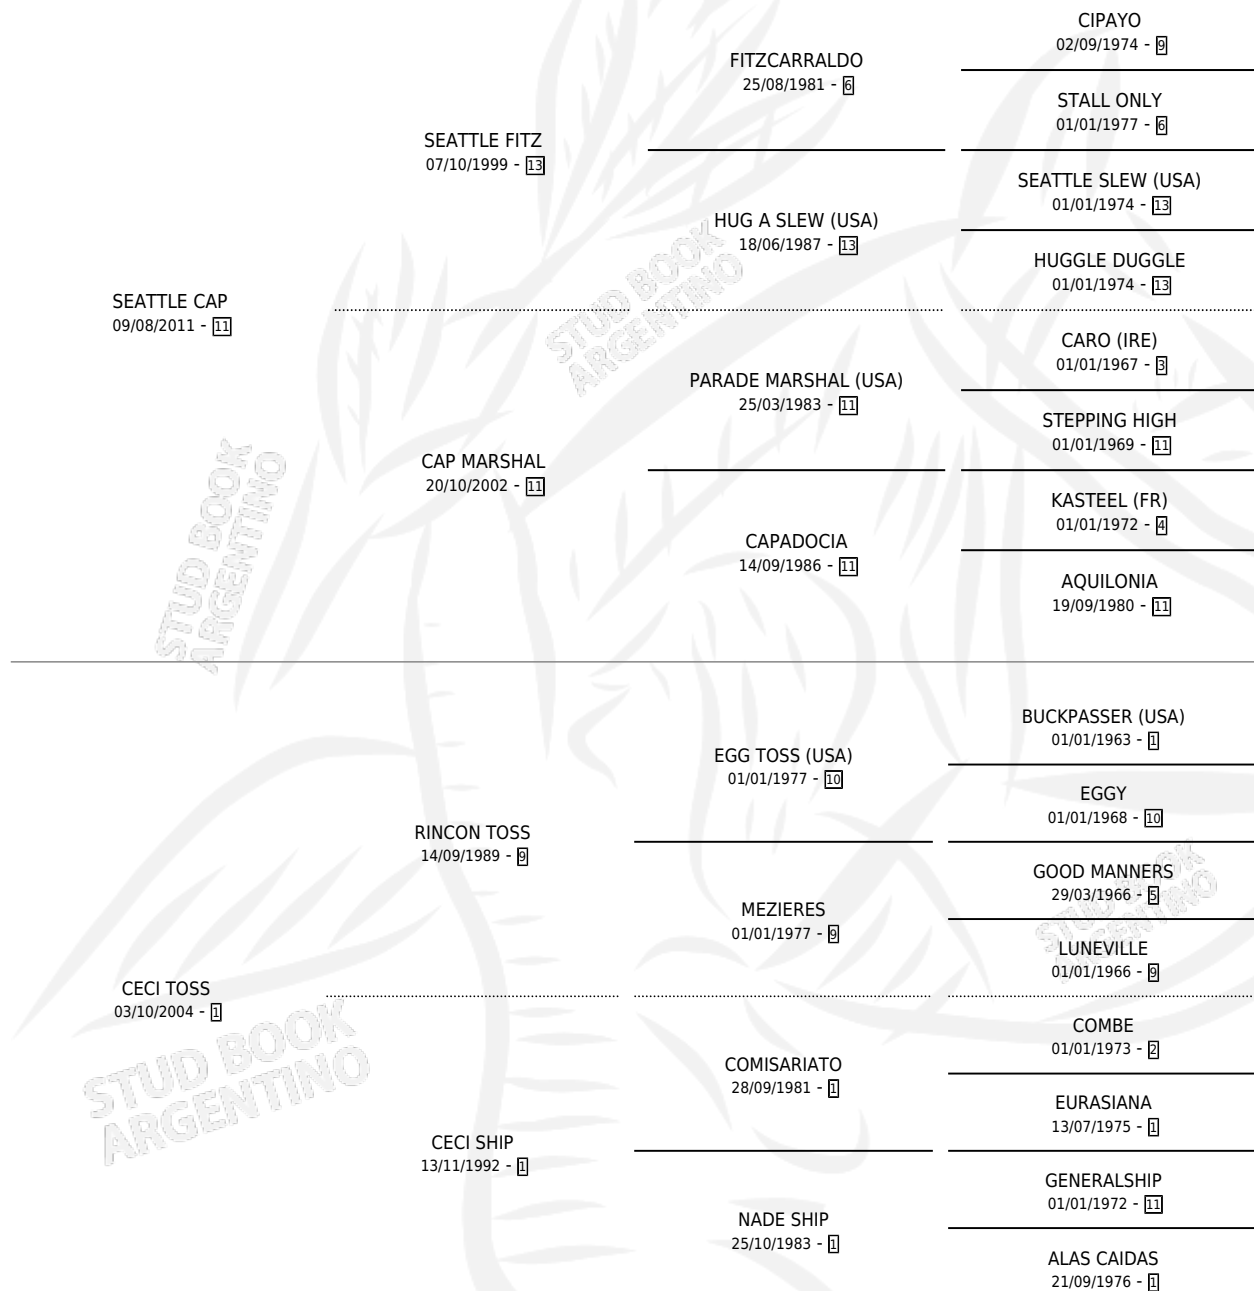 CIPAYO
02/09/1974 - 9
FITZCARRALDO
25/08/1981 - 6
STALL ONLY
01/01/1977 - 6
SEATTLE FITZ
07/10/1999 - 13
SEATTLE SLEW (USA)
01/01/1974 - 13
HUG A SLEW (USA)
18/06/1987 - 13
HUGGLE DUGGLE
01/01/1974 - 13
SEATTLE CAP
09/08/2011 - 11
CARO (IRE)
01/01/1967 - 3
PARADE MARSHAL (USA)
25/03/1983 - 11
STEPPING HIGH
01/01/1969 - 11
CAP MARSHAL
20/10/2002 - 11
KASTEEL (FR)
01/01/1972 - 4
CAPADOCIA
14/09/1986 - 11
AQUILONIA
19/09/1980 - 11
BUCKPASSER (USA)
01/01/1963 - 1
EGG TOSS (USA)
01/01/1977 - 10
EGGY
01/01/1968 - 10
RINCON TOSS
14/09/1989 - 9
GOOD MANNERS
29/03/1966 - 5
MEZIERES
01/01/1977 - 9
LUNEVILLE
01/01/1966 - 9
CECI TOSS
03/10/2004 - 1
COMBE
01/01/1973 - 2
COMISARIATO
28/09/1981 - 1
EURASIANA
13/07/1975 - 1
CECI SHIP
13/11/1992 - 1
GENERALSHIP
01/01/1972 - 11
NADE SHIP
25/10/1983 - 1
ALAS CAIDAS
21/09/1976 - 1
STUD BOOK
ARGENTINO
STUD BOOK
ARGENTINO
STUD BOOK
ARGENTINO
STUD BOOK
ARGENTINO